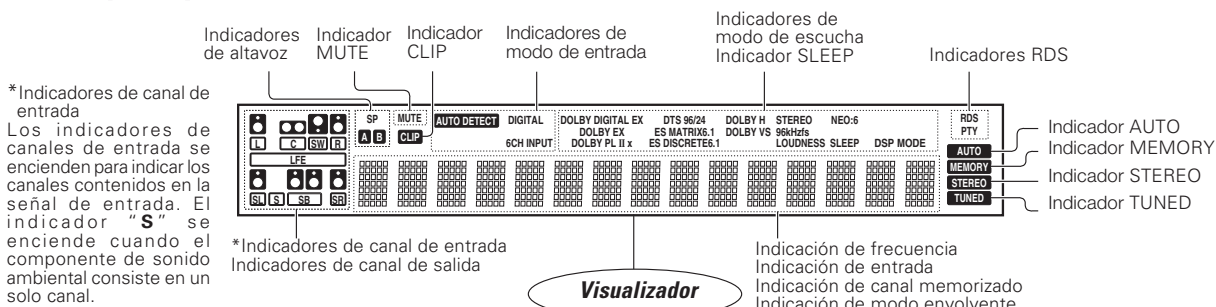 Indicadores de altavoz
Indicador MUTE
Indicador CLIP
Indicadores de modo de entrada
Indicadores de modo de escucha
Indicador SLEEP
Indicadores RDS
*Indicadores de canal de entrada
Los indicadores de
canales de entrada se
encienden para indicar los
canales contenidos en la
señal de entrada. El
indicador "S" se
enciende cuando el
componente de sonido
ambiental consiste en un
solo canal.
L C SW R
LFE
SL S SB SR
SP
A B
MUTE
CLIP
AUTO DETECT DIGITAL
6CH INPUT
DOLBY DIGITAL EX DTS 96/24 DOLBY H STEREO NEO:6
DOLBY EX ES MATRIX6.1 DOLBY VS 96kHzfs
DOLBY PL II x ES DISCRETE6.1 LOUDNESS SLEEP DSP MODE
RDS
PTY
AUTO
MEMORY
STEREO
TUNED
Indicador AUTO
Indicador MEMORY
Indicador STEREO
Indicador TUNED
*Indicadores de canal de entrada
Indicadores de canal de salida
Visualizador
Indicación de frecuencia
Indicación de entrada
Indicación de canal memorizado
Indicación de modo envolvente